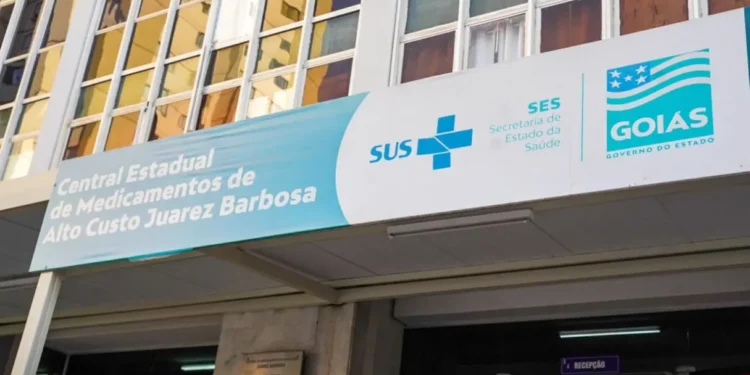 Central Estadual
de Medicamentos de
Alto Custo Juarez Barbosa
SUS
SES
Secretaria de
Estado da
Saúde
GOIÁS
GOVERNO DO ESTADO
RECEPÇÃO